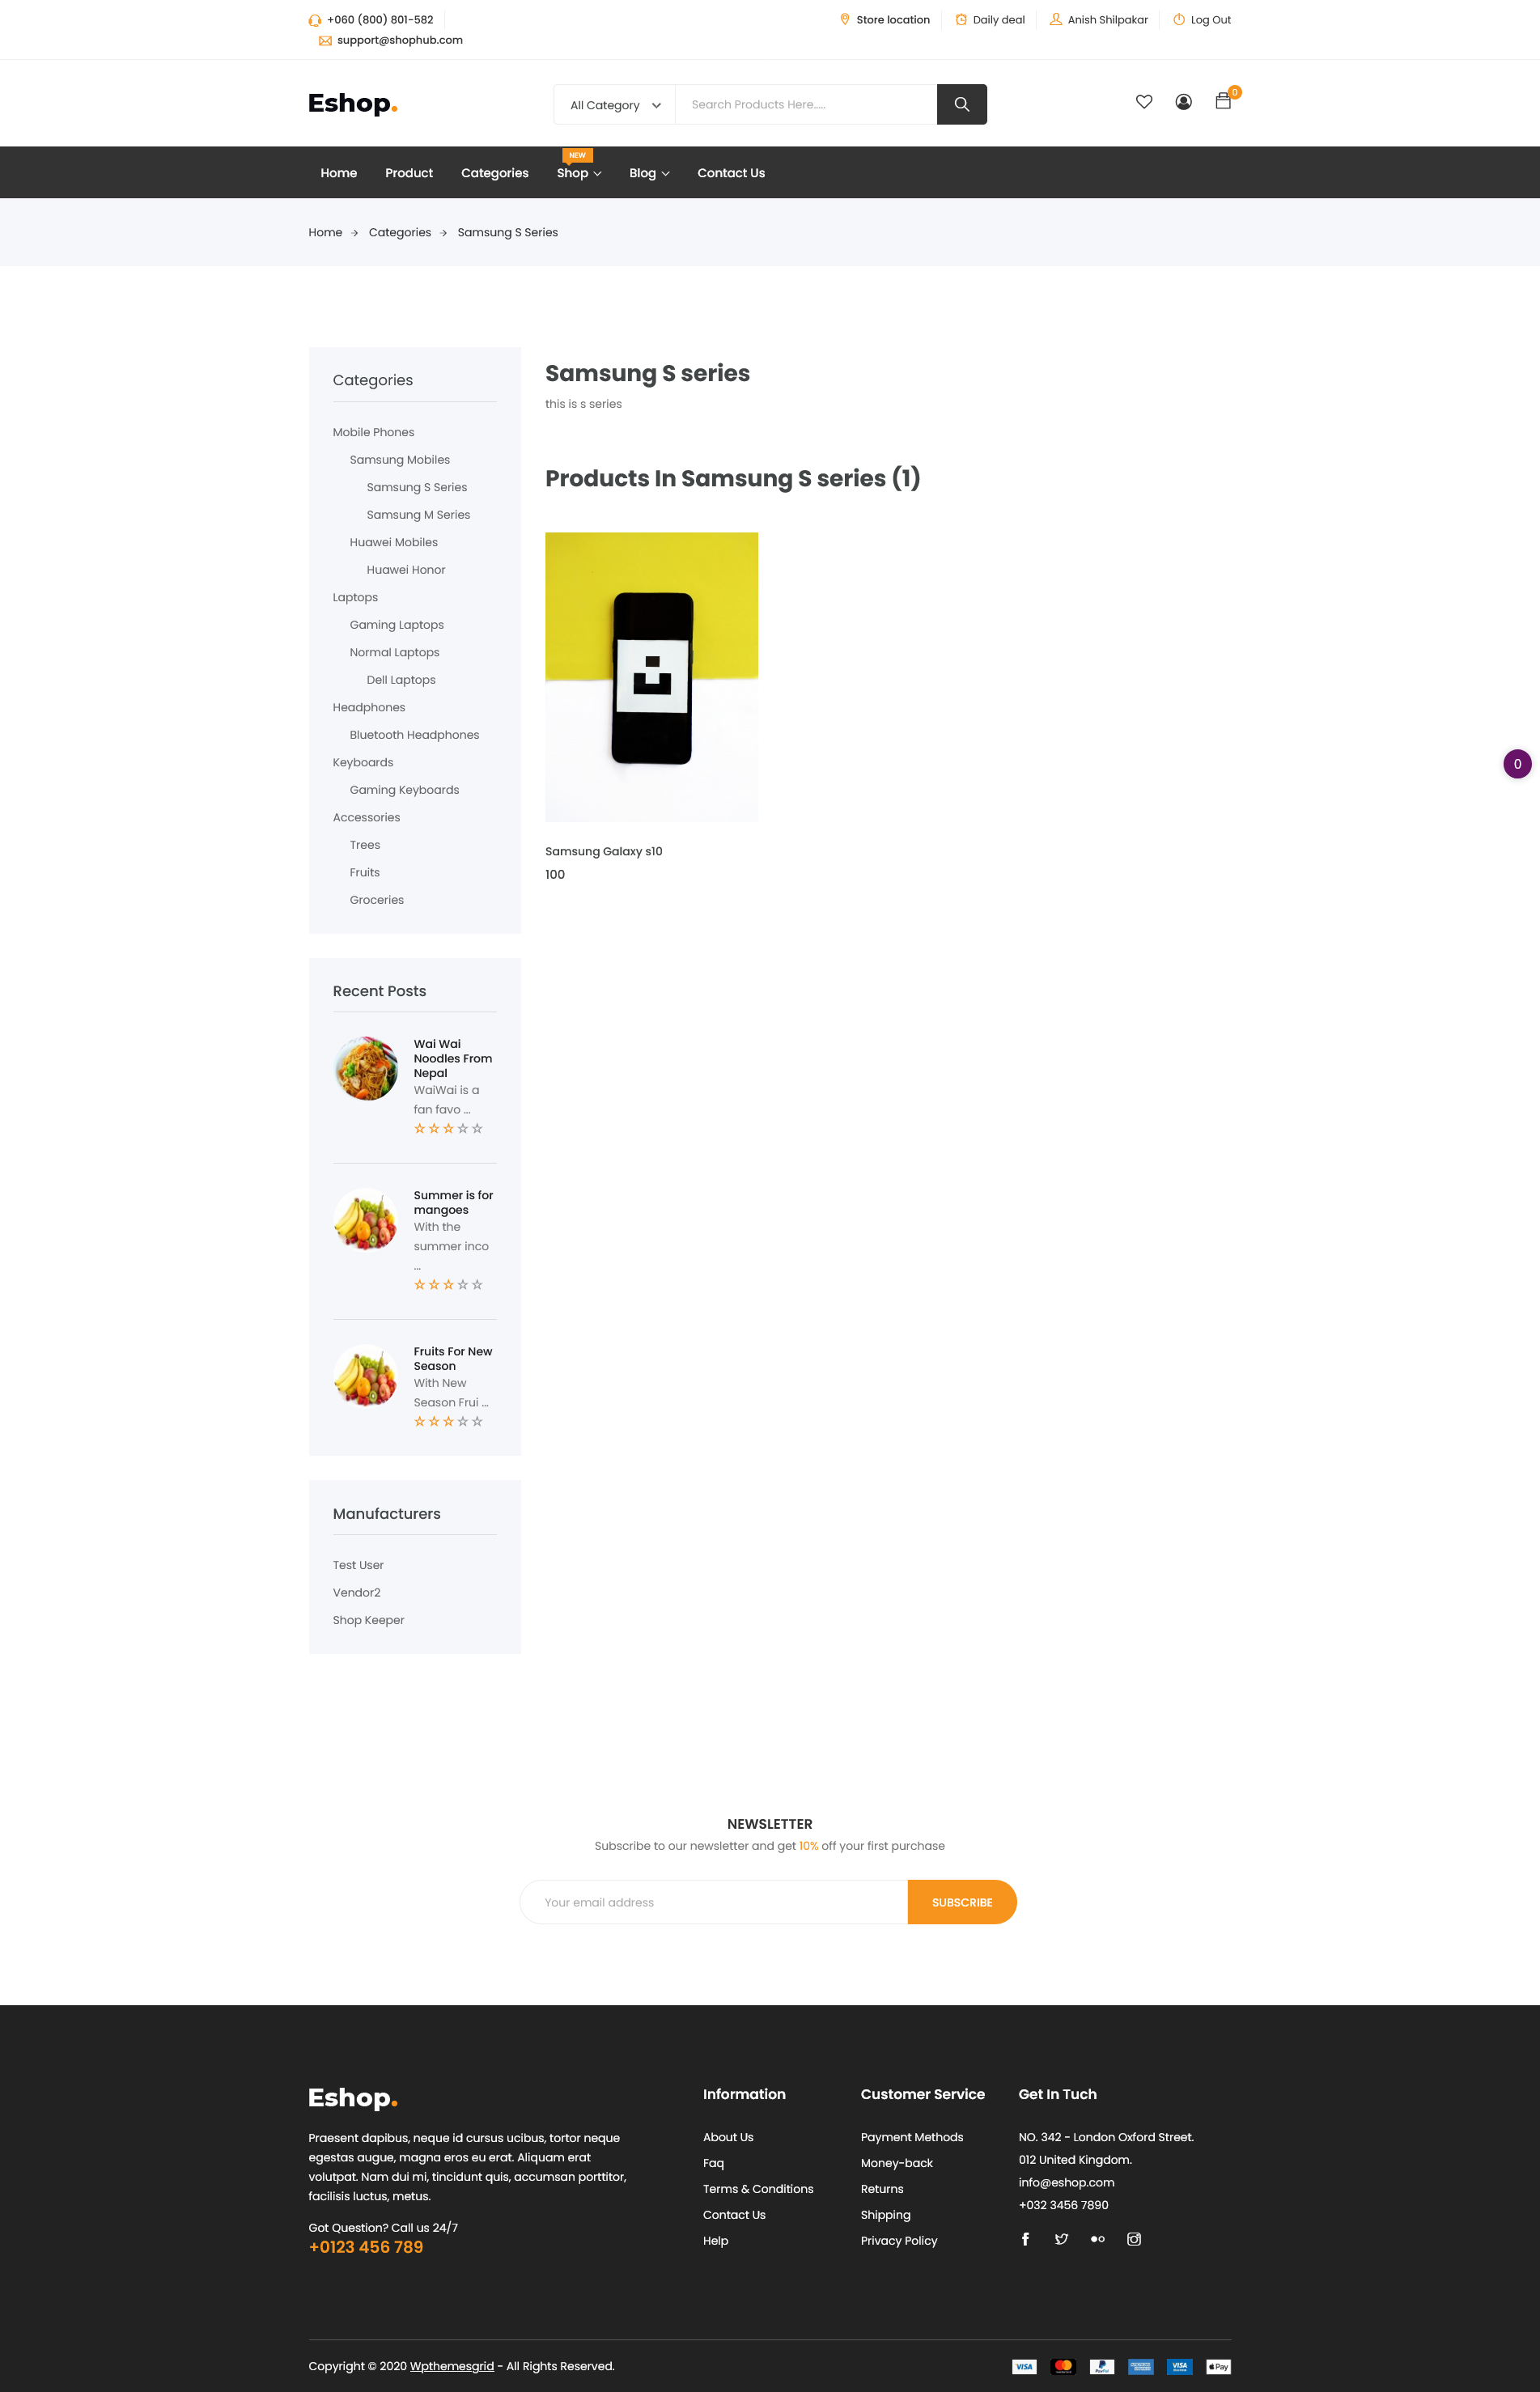 +060 (800) 801-582
support@shophub.com
Store location
Daily deal
Anish Shilpakar
Log Out
Eshop.
All Category
Search Products Here.....
0
NEW
Home
Product
Categories
Shop
Blog
Contact Us
Home
Categories
Samsung S Series
Categories
Mobile Phones
Samsung Mobiles
Samsung S Series
Samsung M Series
Huawei Mobiles
Huawei Honor
Laptops
Gaming Laptops
Normal Laptops
Dell Laptops
Headphones
Bluetooth Headphones
Keyboards
Gaming Keyboards
Accessories
Trees
Fruits
Groceries
Samsung S series
this is s series
Products In Samsung S series (1)
Samsung Galaxy s10
100
0
Recent Posts
Wai Wai
Noodles From
Nepal
WaiWai is a
fan favo ...
Summer is for
mangoes
With the
summer inco
...
Fruits For New
Season
With New
Season Frui ...
Manufacturers
Test User
Vendor2
Shop Keeper
NEWSLETTER
Subscribe to our newsletter and get 10% off your first purchase
Your email address
SUBSCRIBE
Eshop.
Praesent dapibus, neque id cursus ucibus, tortor neque
egestas augue, magna eros eu erat. Aliquam erat
volutpat. Nam dui mi, tincidunt quis, accumsan porttitor,
facilisis luctus, metus.
Got Question? Call us 24/7
+0123 456 789
Information
About Us
Faq
Terms & Conditions
Contact Us
Help
Customer Service
Payment Methods
Money-back
Returns
Shipping
Privacy Policy
Get In Tuch
NO. 342 - London Oxford Street.
012 United Kingdom.
info@eshop.com
+032 3456 7890
Copyright © 2020 Wpthemesgrid - All Rights Reserved.
VISA
PayPal
VISA
Pay